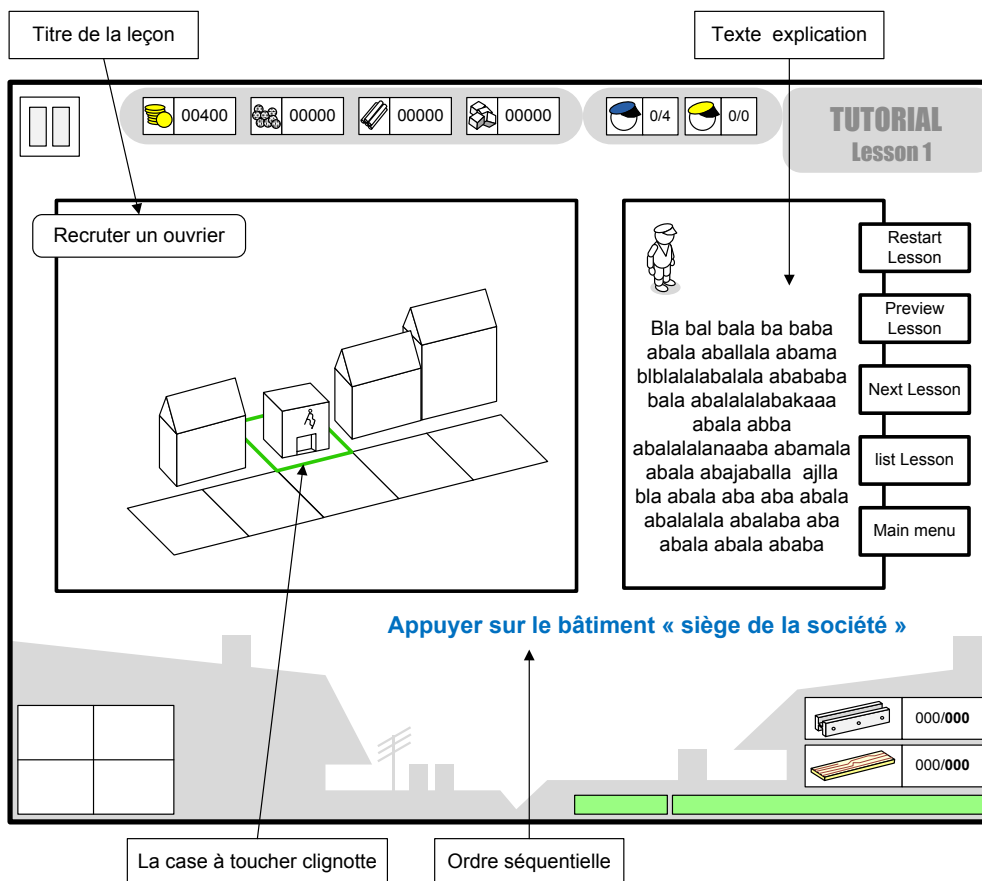 Titre de la leçon
Texte explication
00400
00000
00000
00000
0/4
0/0
TUTORIAL
Lesson 1
Recruter un ouvrier
Bla bal bala ba baba
abala aballala abama
blblalalabalala abababa
bala abalalalabakaaa
abala abba
abalalalanaaba abamala
abala abajaballa ajlla
bla abala aba aba abala
abalalala abalaba aba
abala abala ababa
Restart
Lesson
Preview
Lesson
Next Lesson
list Lesson
Main menu
Appuyer sur le bâtiment « siège de la société »
000/000
000/000
La case à toucher clignotte
Ordre séquentielle